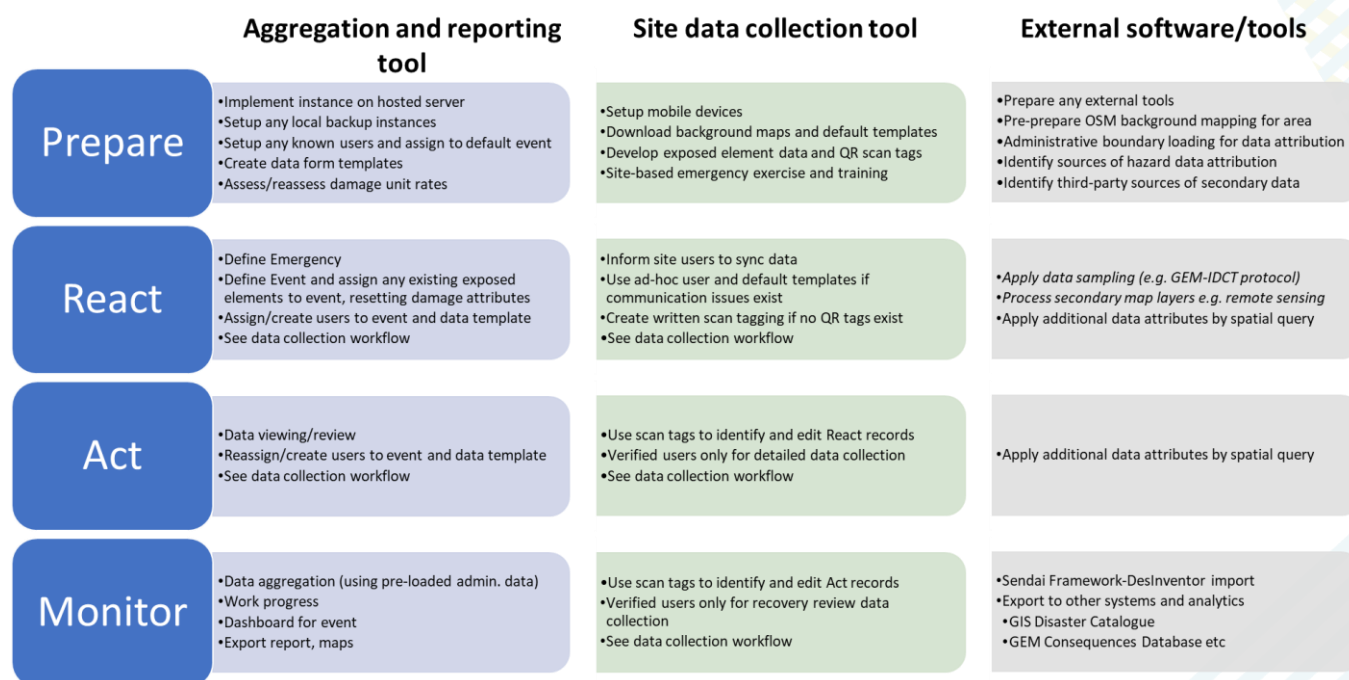 Aggregation and reporting
tool
Site data collection tool
External software/tools
Prepare
•Implement instance on hosted server
•Setup any local backup instances
•Setup any known users and assign to default event
•Create data form templates
•Assess/reassess damage unit rates
•Setup mobile devices
•Download background maps and default templates
•Develop exposed element data and QR scan tags
•Site-based emergency exercise and training
•Prepare any external tools
•Pre-prepare OSM background mapping for area
•Administrative boundary loading for data attribution
•Identify sources of hazard data attribution
•Identify third-party sources of secondary data
React
•Define Emergency
•Define Event and assign any existing exposed
elements to event, resetting damage attributes
•Assign/create users to event and data template
•See data collection workflow
•Inform site users to sync data
•Use ad-hoc user and default templates if
communication issues exist
•Create written scan tagging if no QR tags exist
•See data collection workflow
•Apply data sampling (e.g. GEM-IDCT protocol)
•Process secondary map layers e.g. remote sensing
•Apply additional data attributes by spatial query
Act
•Data viewing/review
•Reassign/create users to event and data template
•See data collection workflow
•Use scan tags to identify and edit React records
•Verified users only for detailed data collection
•See data collection workflow
•Apply additional data attributes by spatial query
Monitor
•Data aggregation (using pre-loaded admin. data)
•Work progress
•Dashboard for event
•Export report, maps
•Use scan tags to identify and edit Act records
•Verified users only for recovery review data
collection
•See data collection workflow
•Sendai Framework-DesInventor import
•Export to other systems and analytics
•GIS Disaster Catalogue
•GEM Consequences Database etc